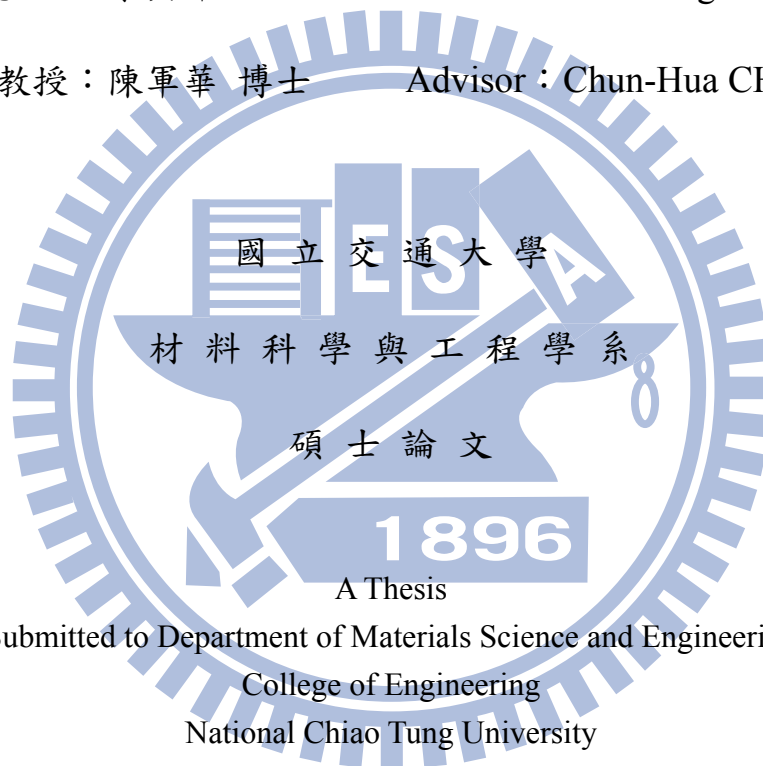 教授：陳軍華 博士 Advisor：Chun-Hua
ESA
國 立 交 通 大 學
材 料 科 學 與 工 程 學 系
碩 士 論 文
1896
A Thesis
Submitted to Department of Materials Science and
College of Engineering
National Chiao Tung University